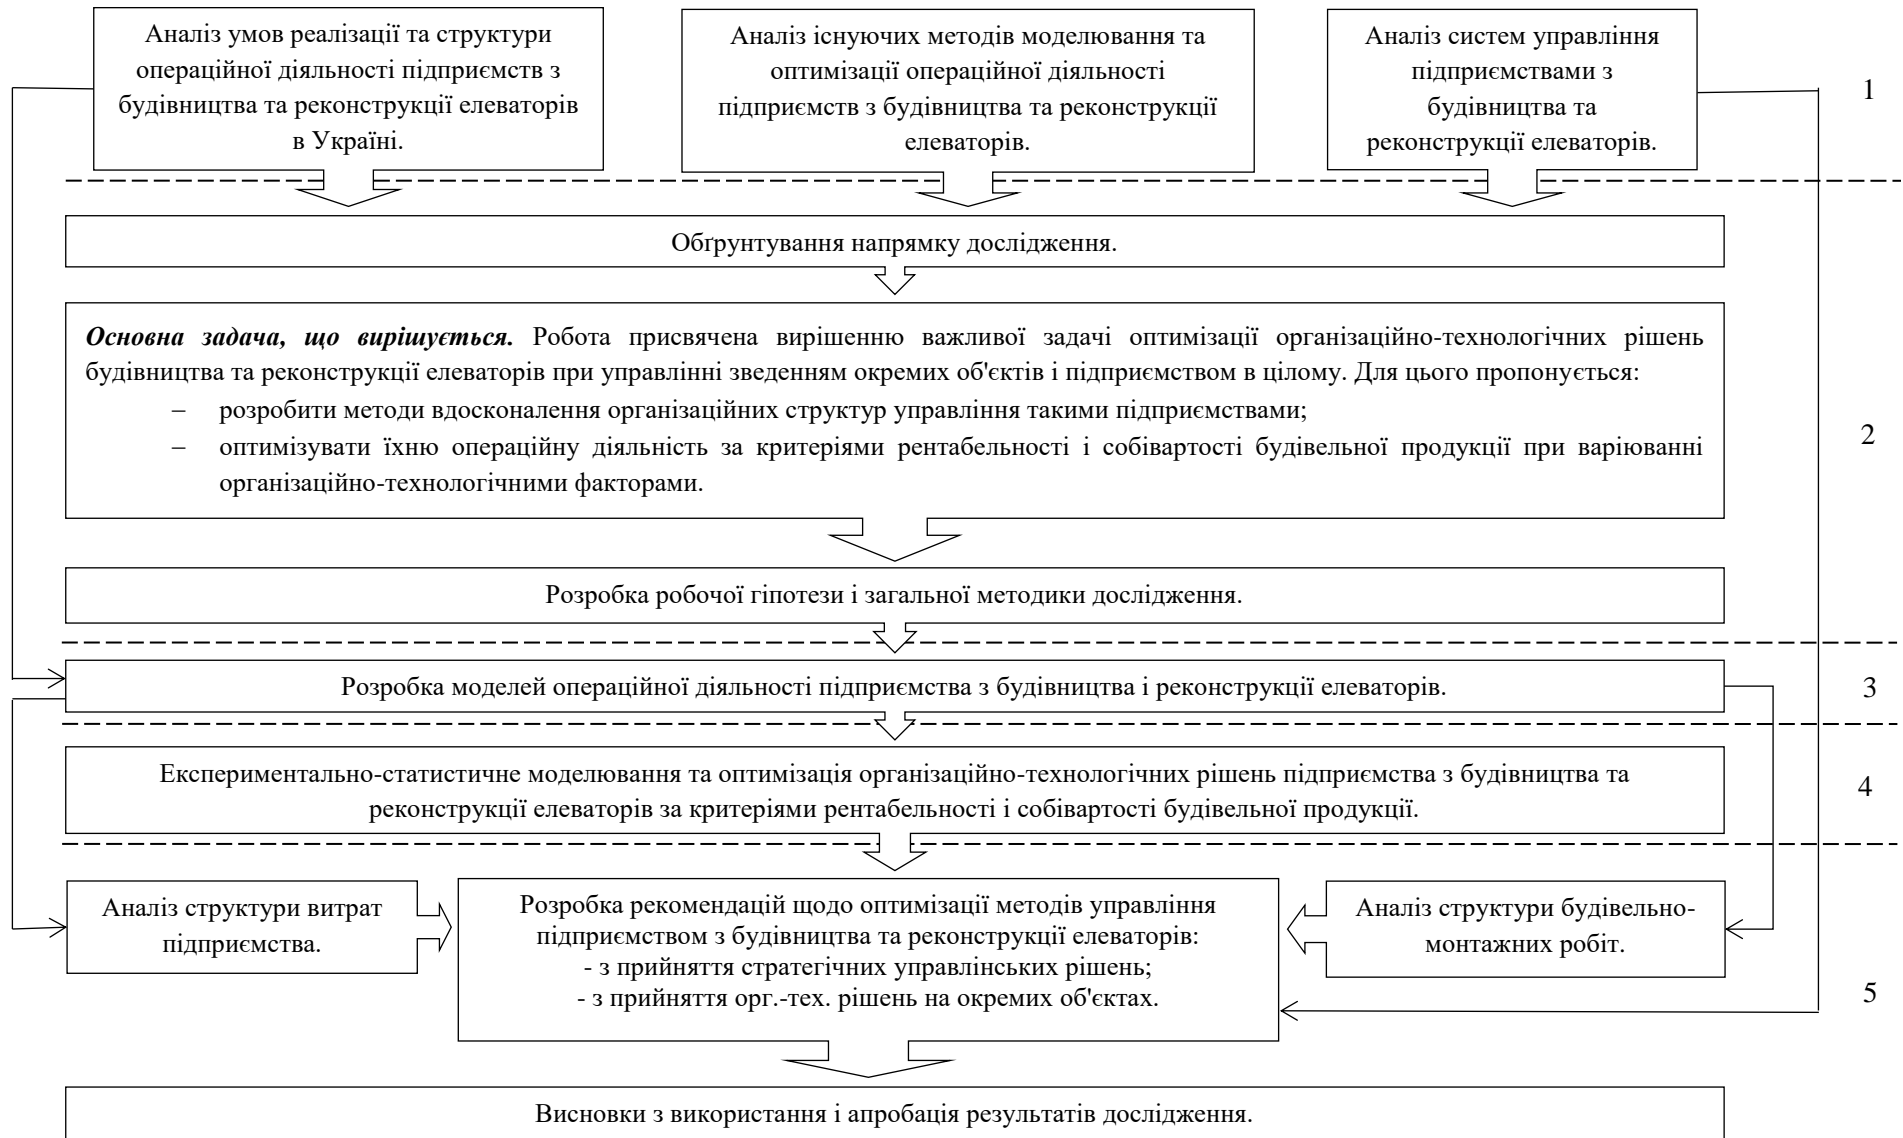 Аналіз умов реалізації та структури
операційної діяльності підприємств з
будівництва та реконструкції елеваторів
в Україні.
Аналіз існуючих методів моделювання та
оптимізації операційної діяльності
підприємств з будівництва та реконструкції
елеваторів.
Аналіз систем управління
підприємствами з
будівництва та
реконструкції елеваторів.
1
Обґрунтування напрямку дослідження.
Основна задача, що вирішується. Робота присвячена вирішенню важливої задачі оптимізації організаційно-технологічних рішень
будівництва та реконструкції елеваторів при управлінні зведенням окремих об'єктів і підприємством в цілому. Для цього пропонується:
– розробити методи вдосконалення організаційних структур управління такими підприємствами;
– оптимізувати їхню операційну діяльність за критеріями рентабельності і собівартості будівельної продукції при варіюванні
організаційно-технологічними факторами.
2
Розробка робочої гіпотези і загальної методики дослідження.
Розробка моделей операційної діяльності підприємства з будівництва і реконструкції елеваторів.
3
Експериментально-статистичне моделювання та оптимізація організаційно-технологічних рішень підприємства з будівництва та
реконструкції елеваторів за критеріями рентабельності і собівартості будівельної продукції.
4
Аналіз структури витрат
підприємства.
Розробка рекомендацій щодо оптимізації методів управління
підприємством з будівництва та реконструкції елеваторів:
- з прийняття стратегічних управлінських рішень;
- з прийняття орг.-тех. рішень на окремих об'єктах.
Аналіз структури будівельно-
монтажних робіт.
5
Висновки з використання і апробація результатів дослідження.